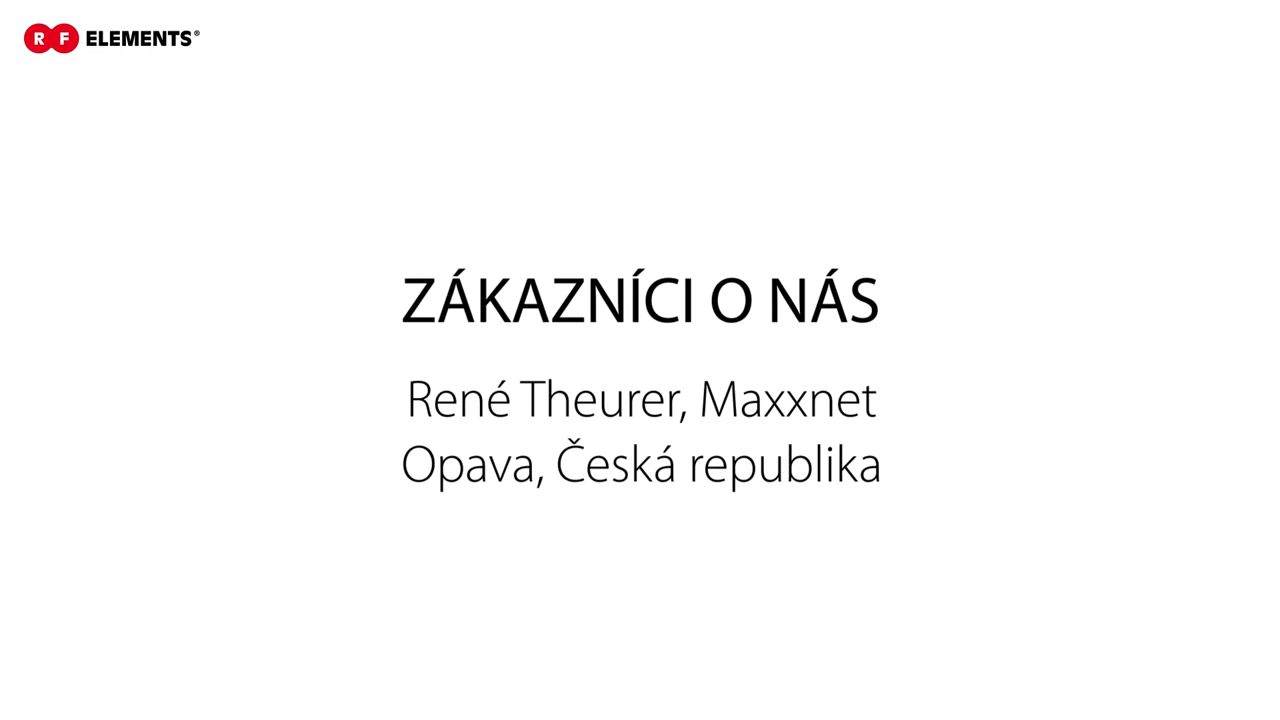 RF ELEMENTS®
ZÁKAZNÍCI O NÁS
René Theurer, Maxxnet
Opava, Česká republika